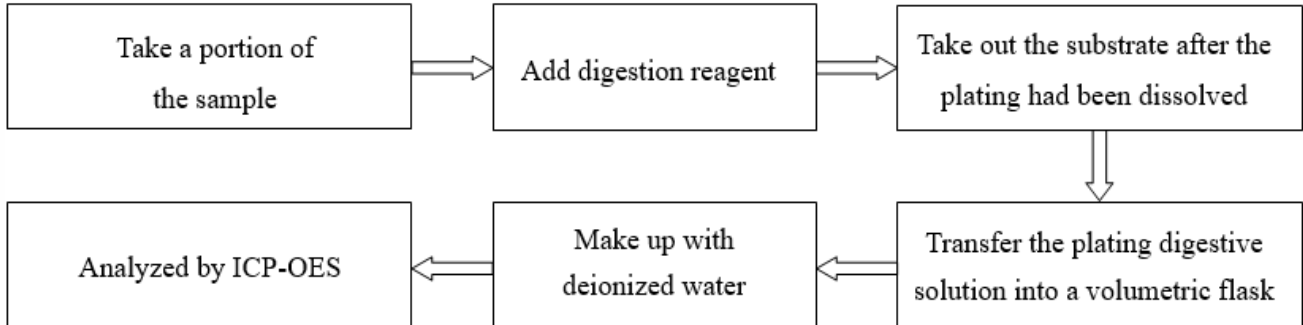 Take a portion of
the sample
Add digestion reagent
Take out the substrate after the
plating had been dissolved
Transfer the plating digestive
solution into a volumetric flask
Make up with
deionized water
Analyzed by ICP-OES